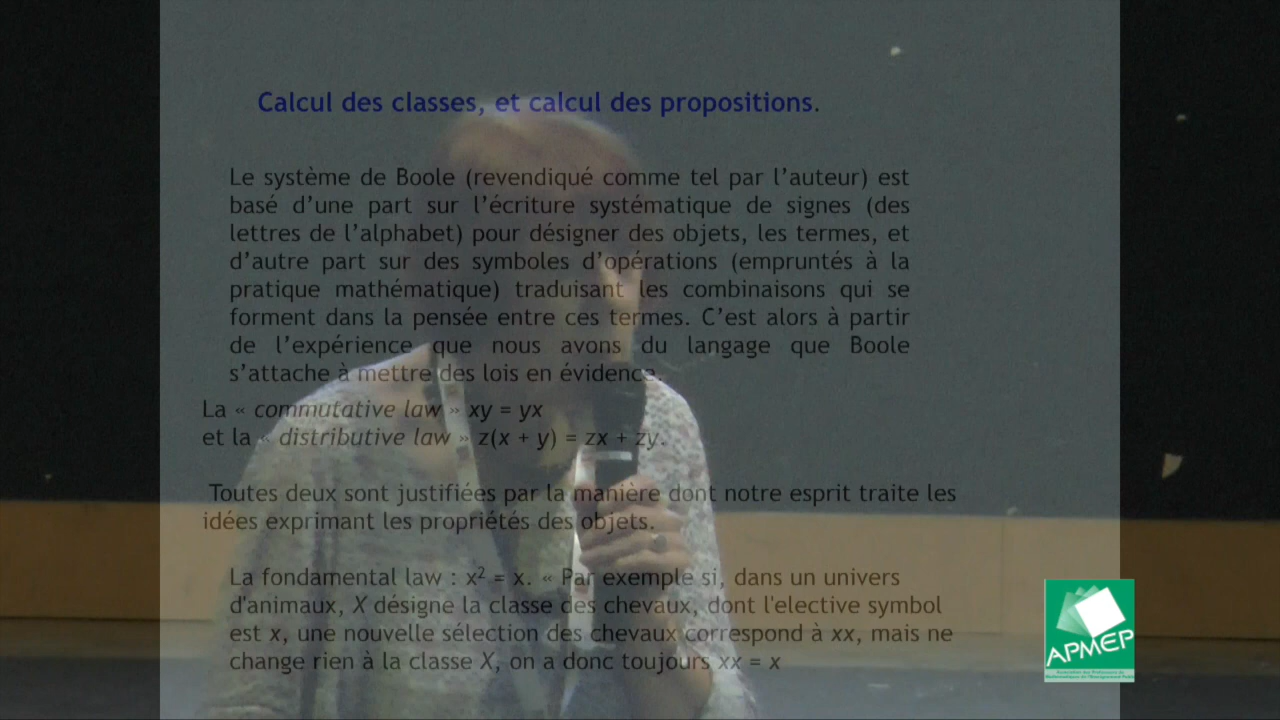 Calcul des classes, et calcul des propositions.
Le système de Boole (revendiqué comme tel par l’auteur) est
basé d’une part sur l’écriture systématique de signes (des
lettres de l’alphabet) pour désigner des objets, les termes, et
d’autre part sur des symboles d’opérations (empruntés à la
pratique mathématique) traduisant les combinaisons qui se
forment dans la pensée entre ces termes. C’est alors à partir
de l’expérience que nous avons du langage que Boole
s’attache à mettre des lois en évidence.
La « commutative law » xy = yx
et la « distributive law » z(x + y) = zx + zy.
Toutes deux sont justifiées par la manière dont notre esprit traite les
idées exprimant les propriétés des objets.
La fondamental law : x² = x. « Par exemple si, dans un univers
d'animaux, X désigne la classe des chevaux, dont l'elective symbol
est x, une nouvelle sélection des chevaux correspond à xx, mais ne
change rien à la classe X, on a donc toujours xx = x
APMEP